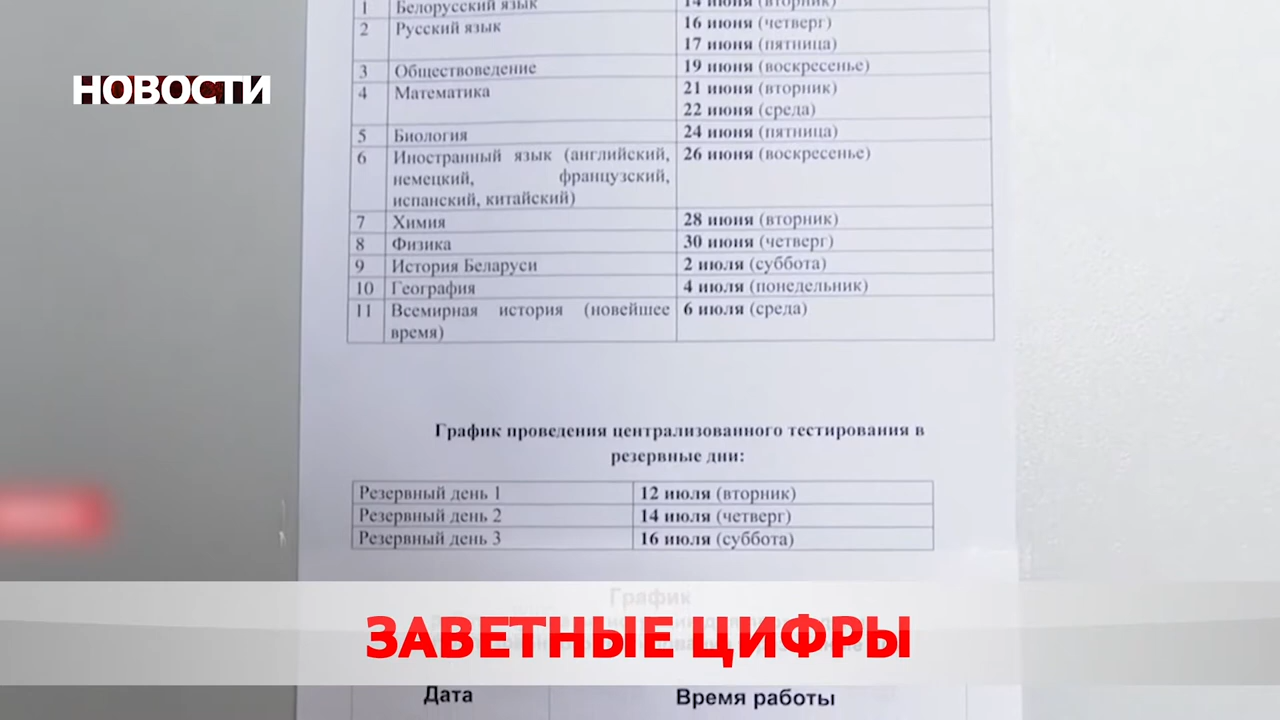 1 Белорусский язык 14 июня (вторник)
НОВОСТИ
2 Русский язык 16 июня (четверг)
17 июня (пятница)
3 Обществоведение 19 июня (воскресенье)
4 Математика 21 июня (вторник)
22 июня (среда)
5 Биология 24 июня (пятница)
6 Иностранный язык (английский, 26 июня (воскресенье)
немецкий, французский,
испанский, китайский)
7 Химия 28 июня (вторник)
8 Физика 30 июня (четверг)
9 История Беларуси 2 июля (суббота)
10 География 4 июля (понедельник)
11 Всемирная история (новейшее 6 июля (среда)
время)
График проведения централизованного тестирования в
резервные дни:
Резервный день 1 12 июля (вторник)
Резервный день 2 14 июля (четверг)
Резервный день 3 16 июля (суббота)
График
ЗАВЕТНЫЕ ЦИФРЫ
Дата Время работы